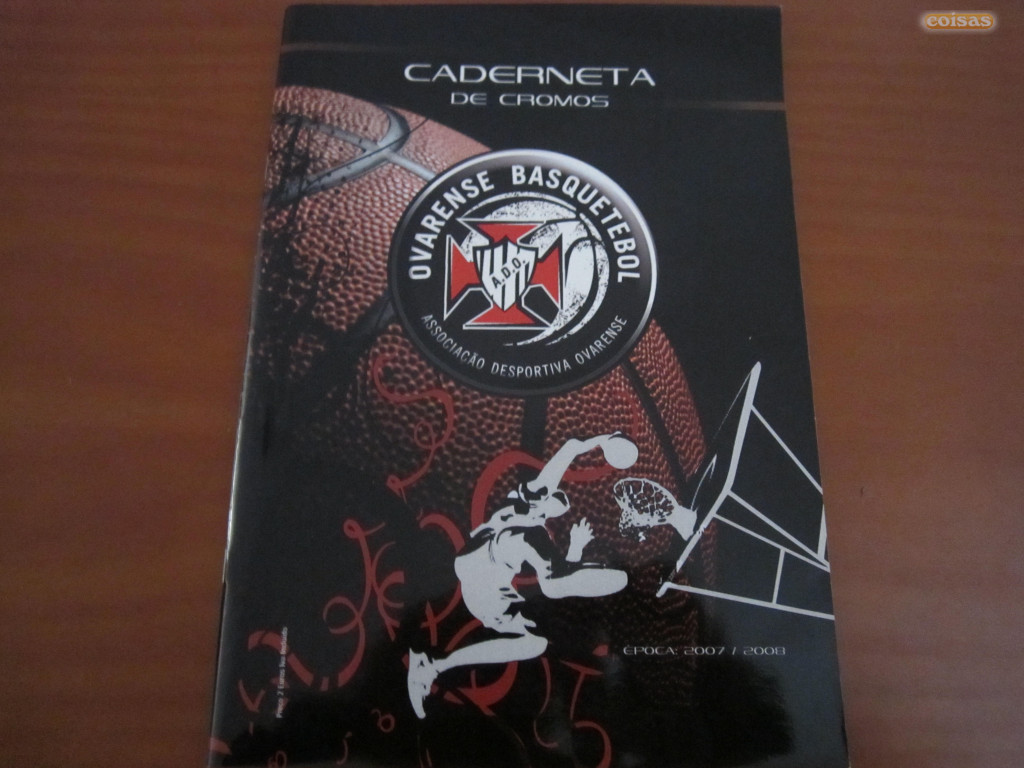 coisas
CADERNETA
DE CROMOS
OVARENSE BASQUETEBOL
A.D.O.
ASSOCIAÇÃO DESPORTIVA OVARENSE
ÉPOCA: 2007 / 2008